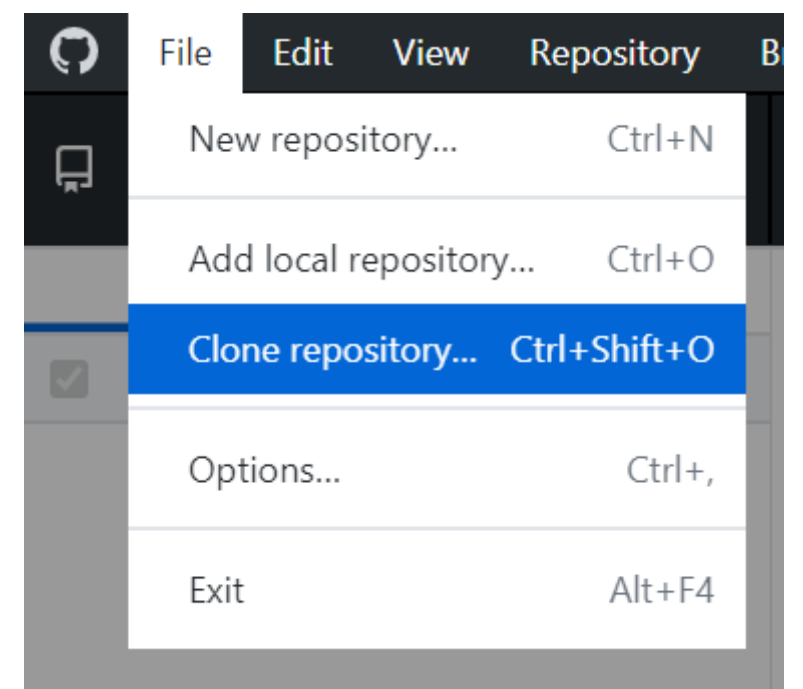 File Edit View Repository
New repository... Ctrl+N
Add local repository... Ctrl+O
Clone repository... Ctrl+Shift+O
Options... Ctrl+,
Exit Alt+F4